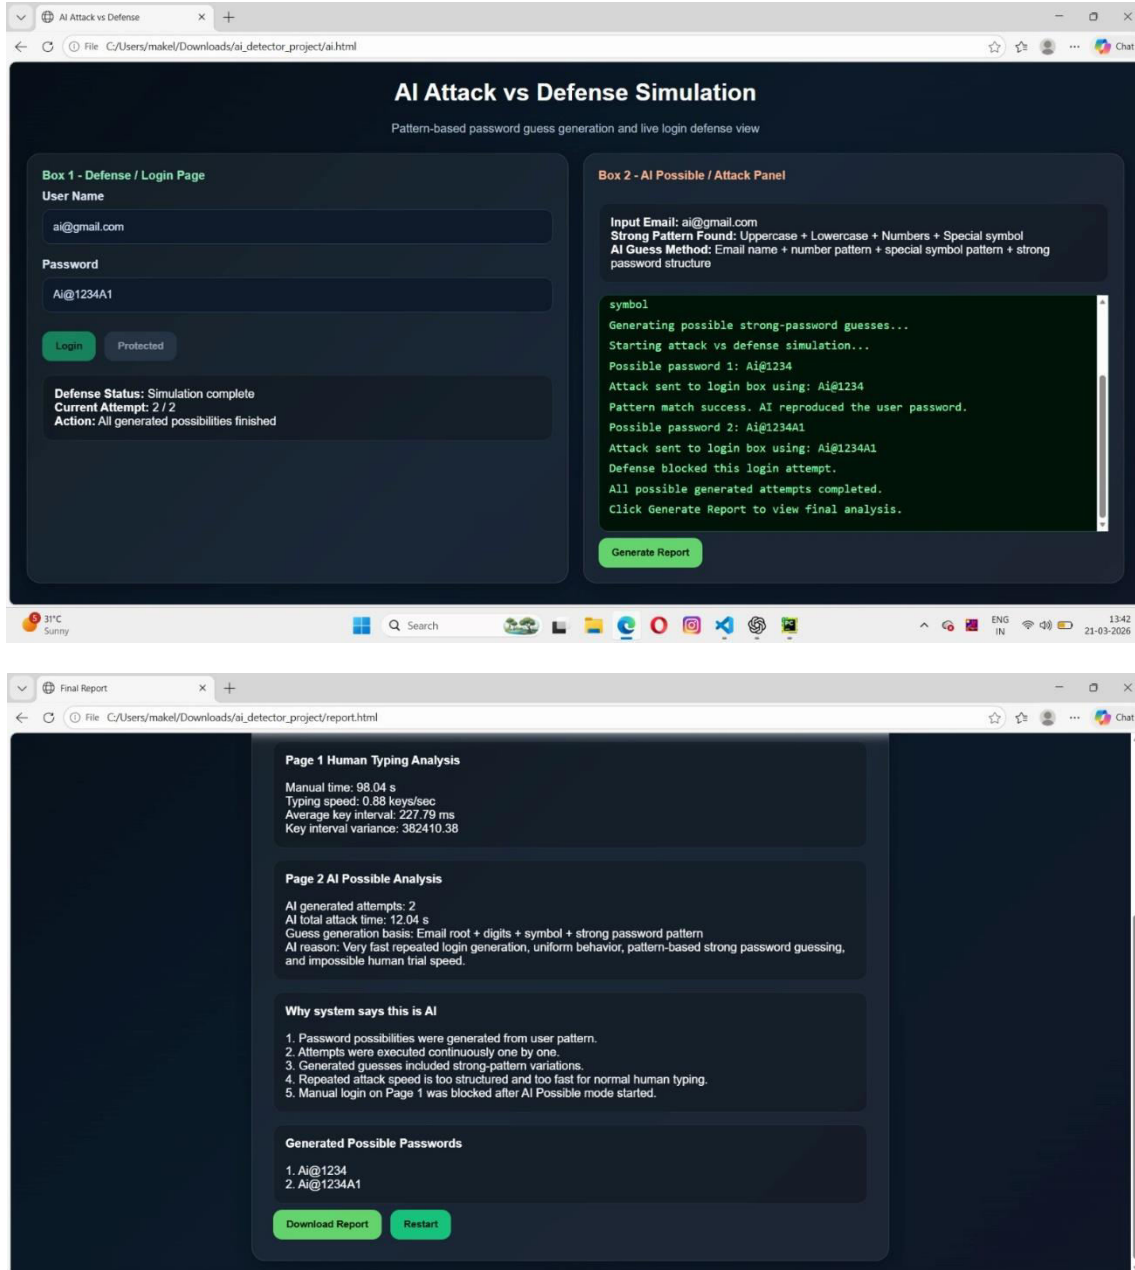 AI Attack vs Defense
File C:/Users/makel/Downloads/ai_detector_project/ai.html
Chat
AI Attack vs Defense Simulation
Pattern-based password guess generation and live login defense view
Box 1 - Defense / Login Page
User Name
ai@gmail.com
Password
Ai@1234A1
Login Protected
Defense Status: Simulation complete
Current Attempt: 2 / 2
Action: All generated possibilities finished
Box 2 - AI Possible / Attack Panel
Input Email: ai@gmail.com
Strong Pattern Found: Uppercase + Lowercase + Numbers + Special symbol
AI Guess Method: Email name + number pattern + special symbol pattern + strong
password structure
symbol
Generating possible strong-password guesses...
Starting attack vs defense simulation...
Possible password 1: Ai@1234
Attack sent to login box using: Ai@1234
Pattern match success. AI reproduced the user password.
Possible password 2: Ai@1234A1
Attack sent to login box using: Ai@1234A1
Defense blocked this login attempt.
All possible generated attempts completed.
Click Generate Report to view final analysis.
Generate Report
5
31°C
Sunny
Search
ENG
IN
13:42
21-03-2026
Final Report
File C:/Users/makel/Downloads/ai_detector_project/report.html
Chat
Page 1 Human Typing Analysis
Manual time: 98.04 s
Typing speed: 0.88 keys/sec
Average key interval: 227.79 ms
Key interval variance: 382410.38
Page 2 AI Possible Analysis
AI generated attempts: 2
AI total attack time: 12.04 s
Guess generation basis: Email root + digits + symbol + strong password pattern
AI reason: Very fast repeated login generation, uniform behavior, pattern-based strong password guessing,
and impossible human trial speed.
Why system says this is AI
1. Password possibilities were generated from user pattern.
2. Attempts were executed continuously one by one.
3. Generated guesses included strong-pattern variations.
4. Repeated attack speed is too structured and too fast for normal human typing.
5. Manual login on Page 1 was blocked after AI Possible mode started.
Generated Possible Passwords
1. Ai@1234
2. Ai@1234A1
Download Report Restart